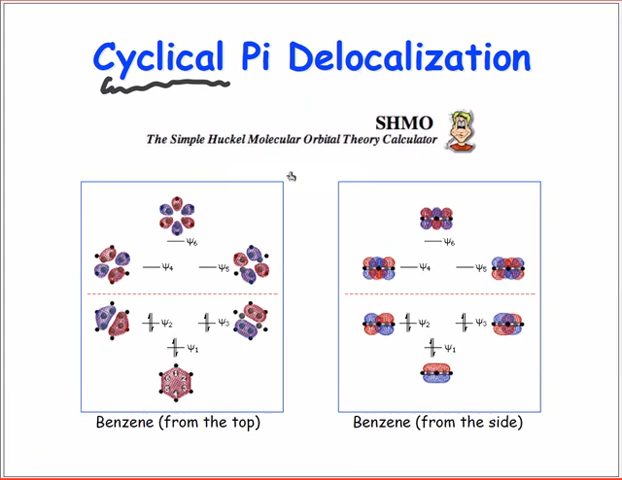 Cyclical Pi Delocalization
SHMO
The Simple Huckel Molecular Orbital Theory Calculator
Ψ6
Ψ4 Ψ5
Ψ2 Ψ3
Ψ1
Benzene (from the top)
Ψ6
Ψ4 Ψ5
Ψ2 Ψ3
Ψ1
Benzene (from the side)